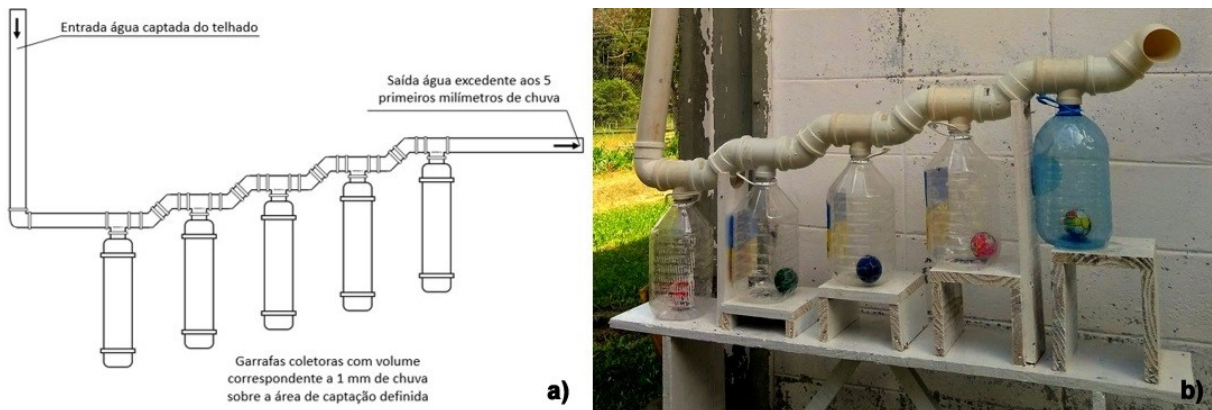 Entrada água captada do telhado
Saída água excedente aos 5
primeiros milímetros de chuva
Garrafas coletoras com volume
correspondente a 1 mm de chuva
sobre a área de captação definida
a)
b)